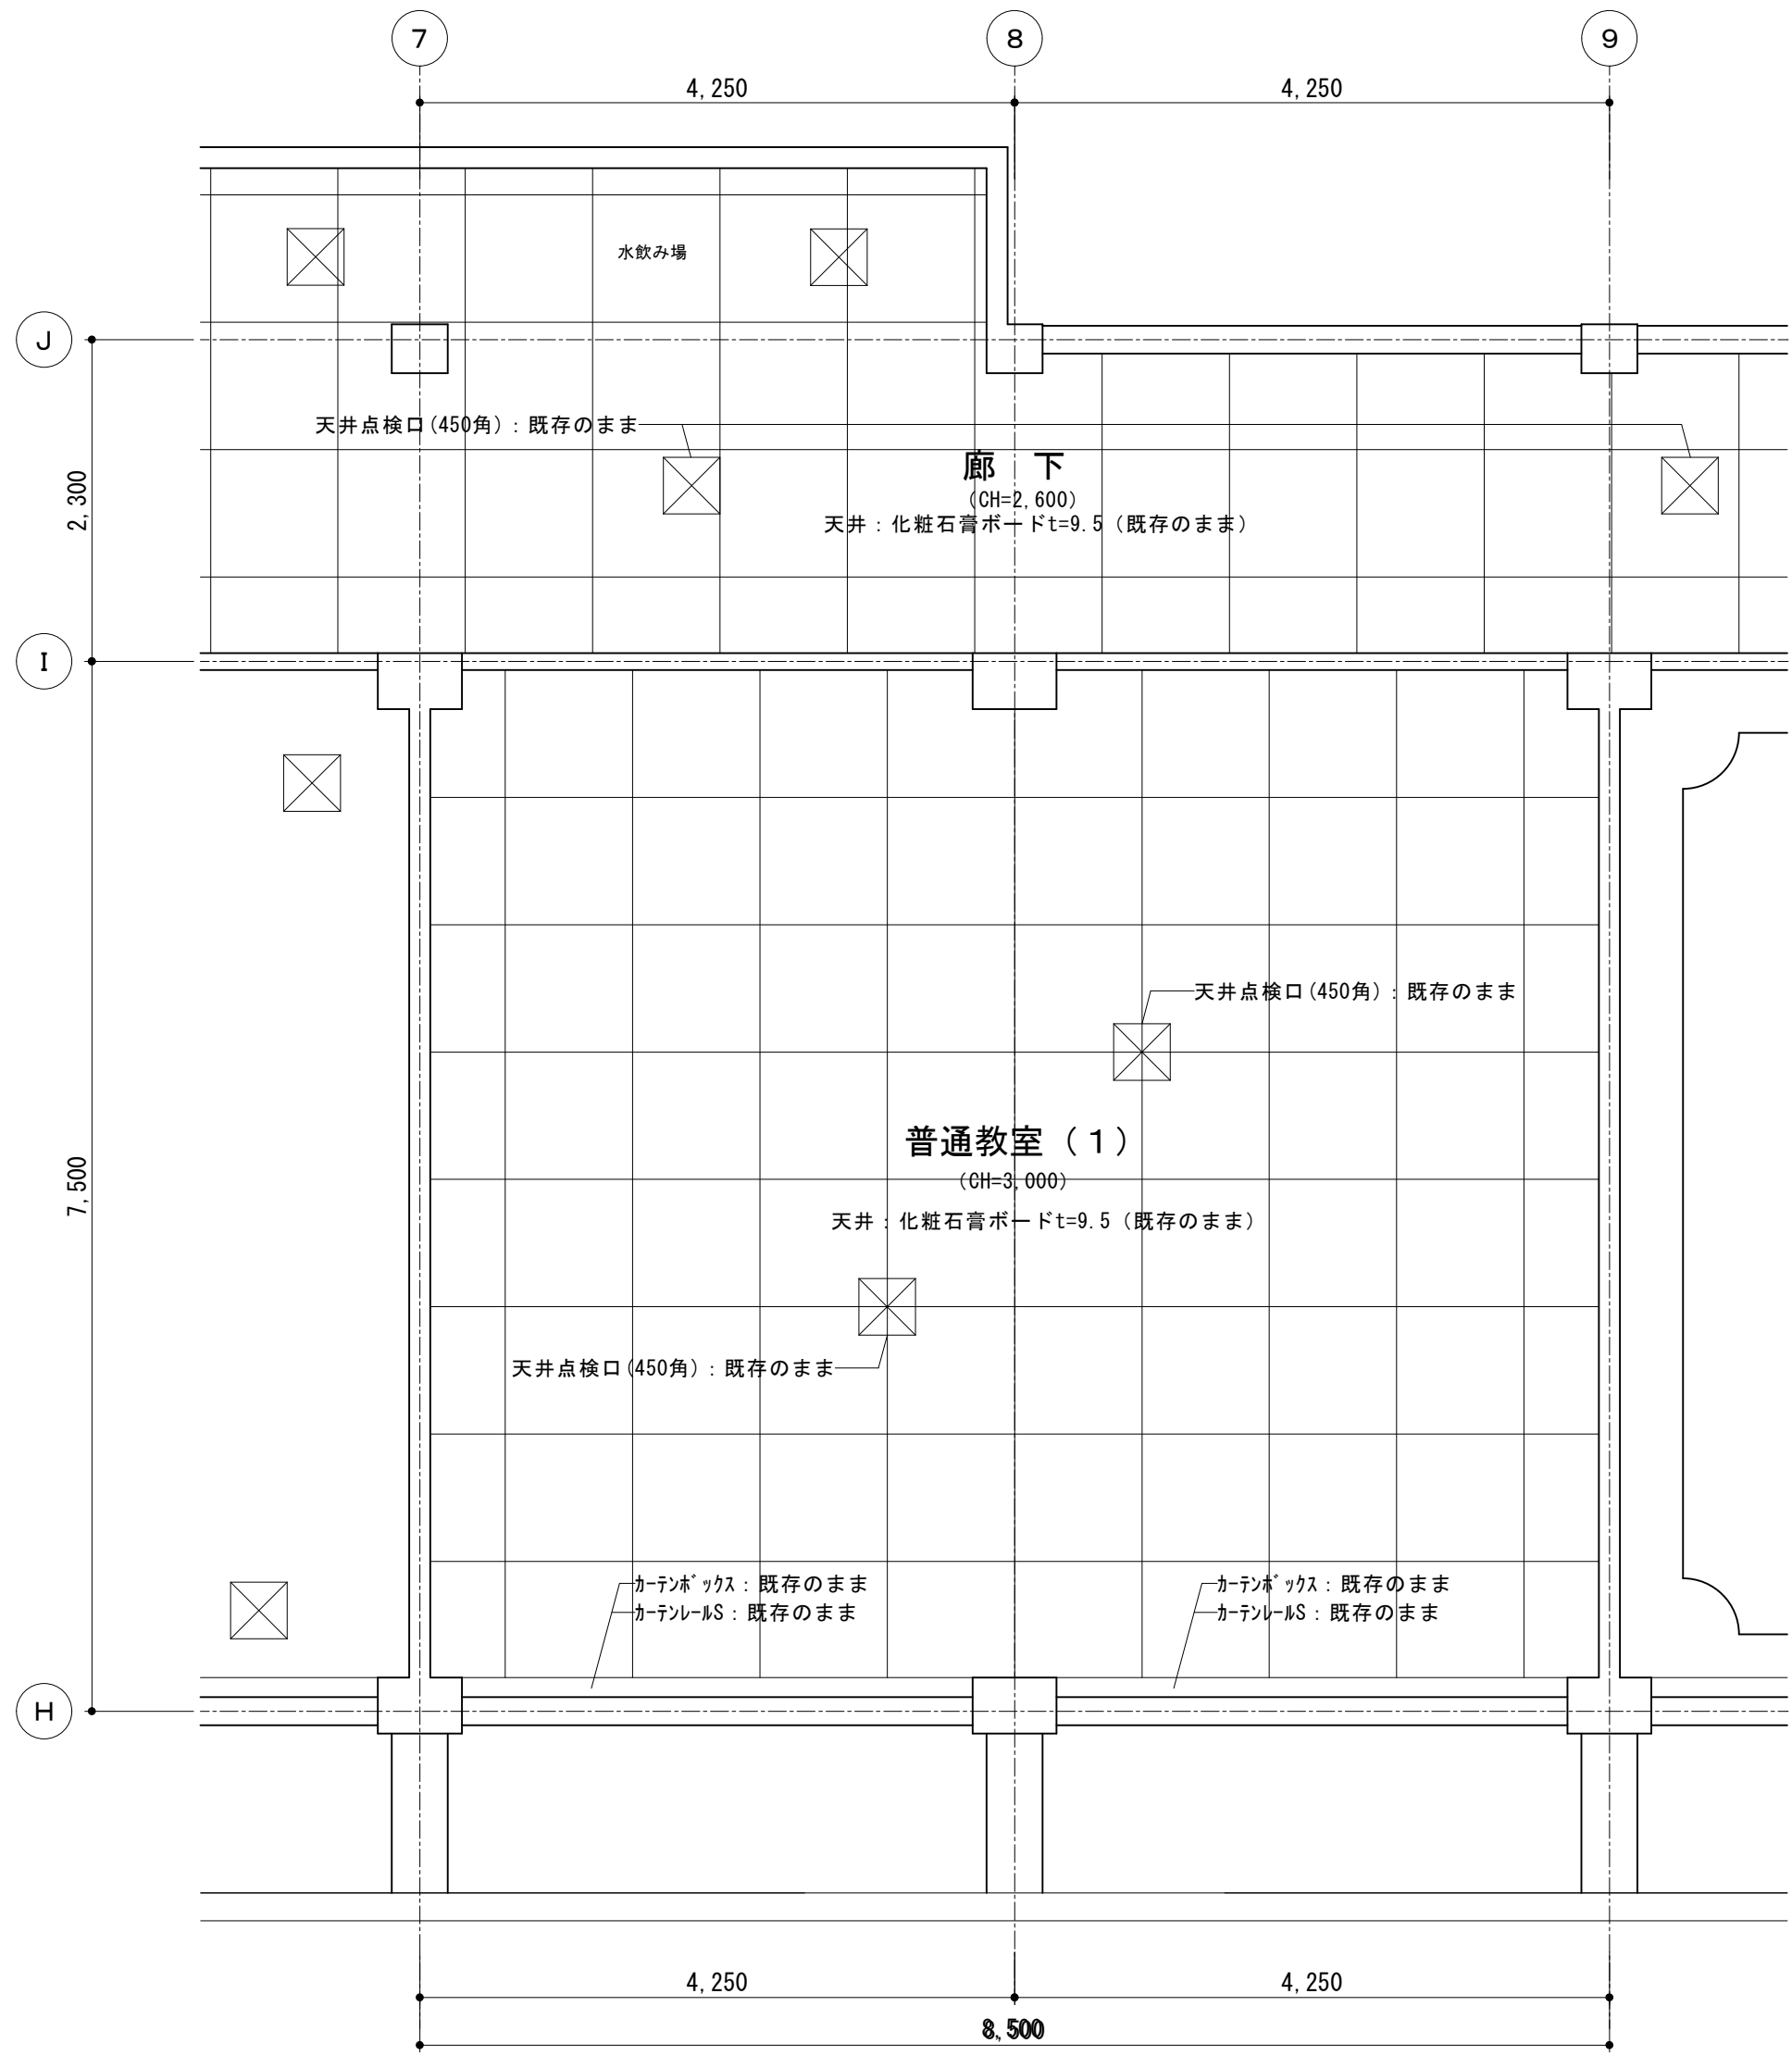 7
8
9
4,250
4,250
水飲み場
J
天井点検口(450角)：既存のまま
廊　下
(CH=2,600)
天井：化粧石膏ボードt=9.5（既存のまま）
2,300
I
天井点検口(450角)：既存のまま
普通教室（１）
(CH=3,000)
天井：化粧石膏ボードt=9.5（既存のまま）
7,500
天井点検口(450角)：既存のまま
ｶｰﾃﾝﾎﾞｯｸｽ：既存のまま
ｶｰﾃﾝﾚｰﾙS：既存のまま
ｶｰﾃﾝﾎﾞｯｸｽ：既存のまま
ｶｰﾃﾝﾚｰﾙS：既存のまま
H
4,250
4,250
8,500